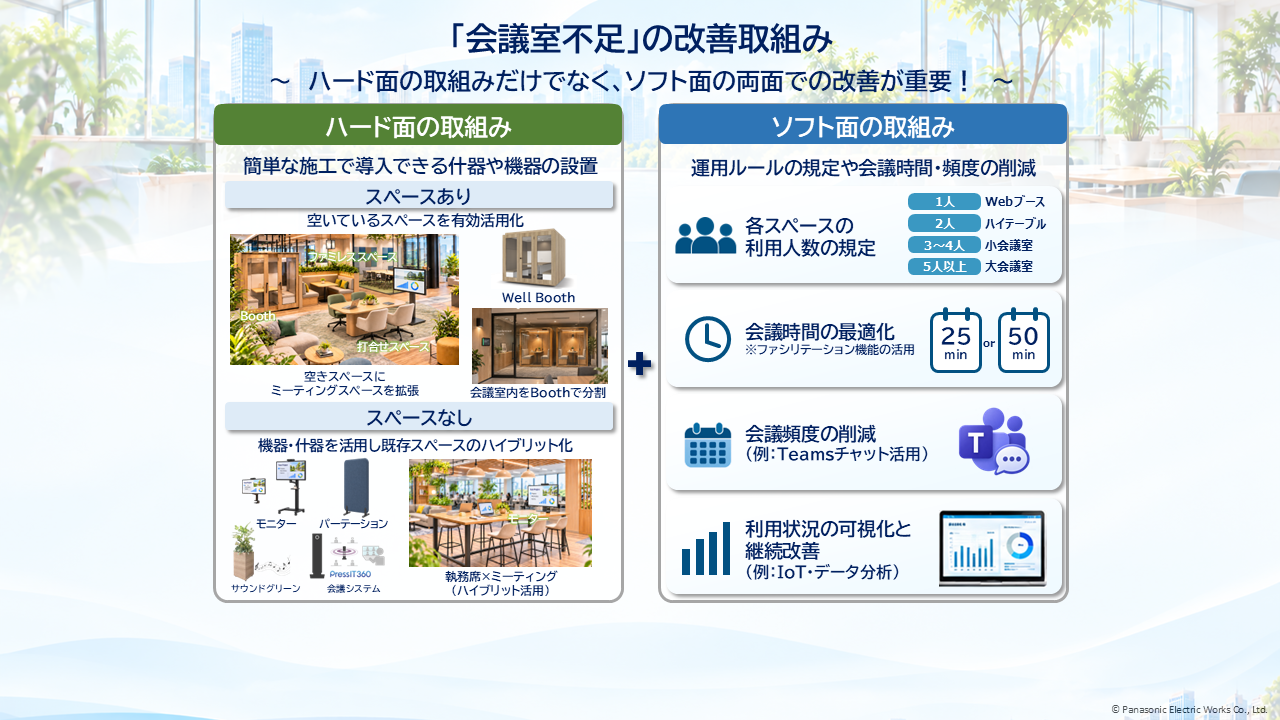 「会議室不足」の改善取組み
～ ハード面の取組みだけでなく、ソフト面の両面での改善が重要！ ～
ハード面の取組み
簡単な施工で導入できる什器や機器の設置
スペースあり
空いているスペースを有効活用化
ファミレススペース
Booth
打合せスペース
空きスペースに
ミーティングスペースを拡張
Well Booth
会議室内をBoothで分割
スペースなし
機器・什器を活用し既存スペースのハイブリット化
モニター
パーテーション
サウンドグリーン
PressIT360
会議システム
モニター
執務席×ミーティング
（ハイブリット活用）
ソフト面の取組み
運用ルールの規定や会議時間・頻度の削減
各スペースの
利用人数の規定
1人 Webブース
2人 ハイテーブル
3～4人 小会議室
5人以上 大会議室
会議時間の最適化
※ファシリテーション機能の活用
25
min
or
50
min
会議頻度の削減
（例：Teamsチャット活用）
T
利用状況の可視化と
継続改善
（例：IoT・データ分析）
© Panasonic Electric Works Co., Ltd.